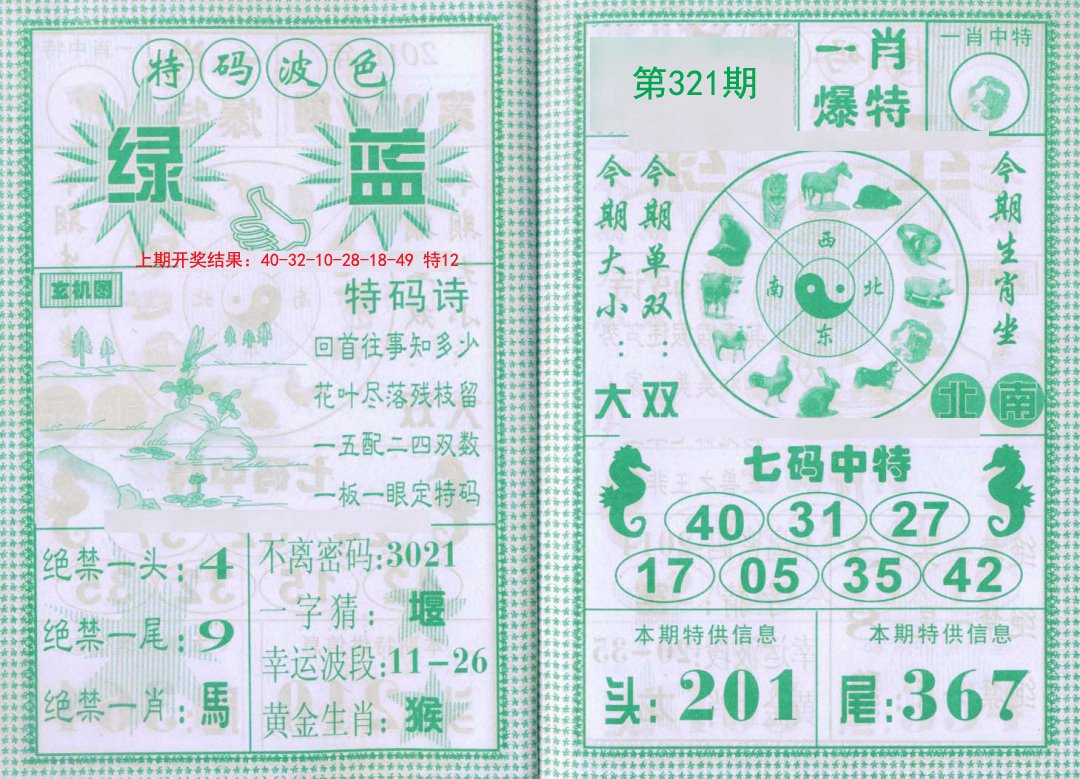 特码波色
绿 蓝
上期开奖结果：40-32-10-28-18-49 特12
玄机图
特码诗
回首往事知多少
花叶尽落残枝留
一五配二四双数
一板一眼定特码
绝禁一头：4
绝禁一尾：9
绝禁一肖：馬
不离密码：3021
一字猜：堰
幸运波段：11-26
黄金生肖：猴
第321期
一肖
爆特
一肖中特
今期大小：大
今期单双：双
今期生肖坐
北 南
西
南 北
东
七码中特
40 31 27
17 05 35 42
本期特供信息
头：201
本期特供信息
尾：367